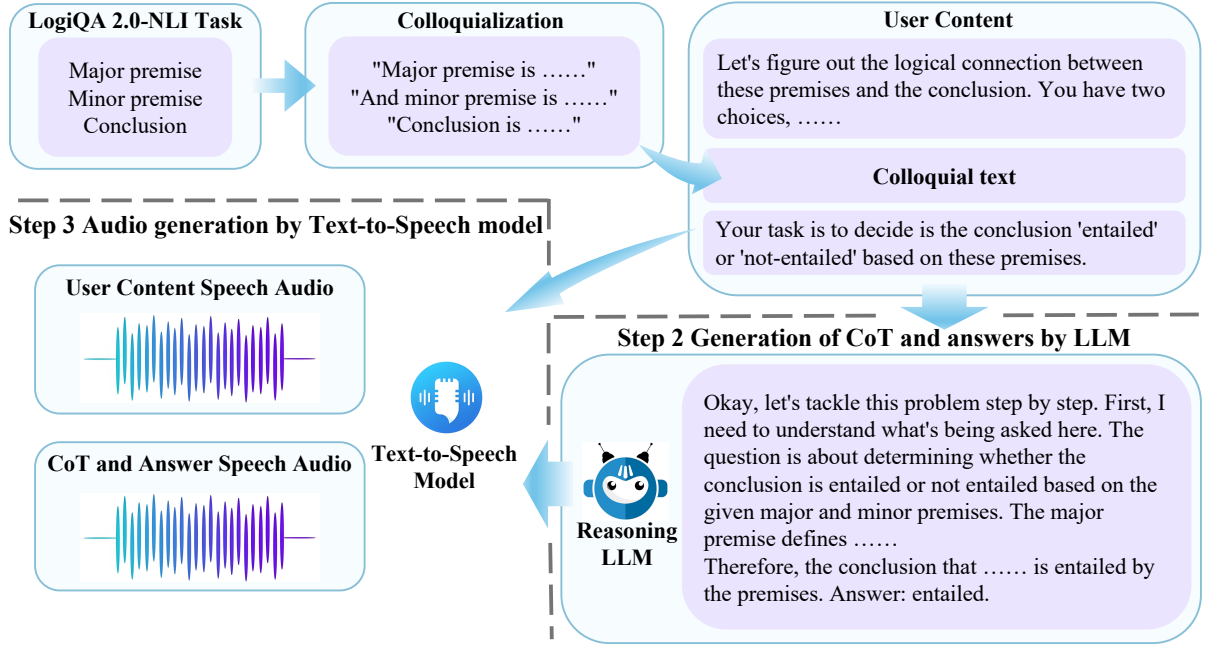 LogiQA 2.0-NLI Task
Major premise
Minor premise
Conclusion
Colloquialization
"Major premise is ……"
"And minor premise is ……"
"Conclusion is ……"
User Content
Let's figure out the logical connection between
these premises and the conclusion. You have two
choices, ……
Colloquial text
Your task is to decide is the conclusion 'entailed'
or 'not-entailed' based on these premises.
Step 3 Audio generation by Text-to-Speech model
User Content Speech Audio
CoT and Answer Speech Audio
Text-to-Speech
Model
Step 2 Generation of CoT and answers by LLM
Reasoning
LLM
Okay, let's tackle this problem step by step. First, I
need to understand what's being asked here. The
question is about determining whether the
conclusion is entailed or not entailed based on the
given major and minor premises. The major
premise defines ……
Therefore, the conclusion that …… is entailed by
the premises. Answer: entailed.